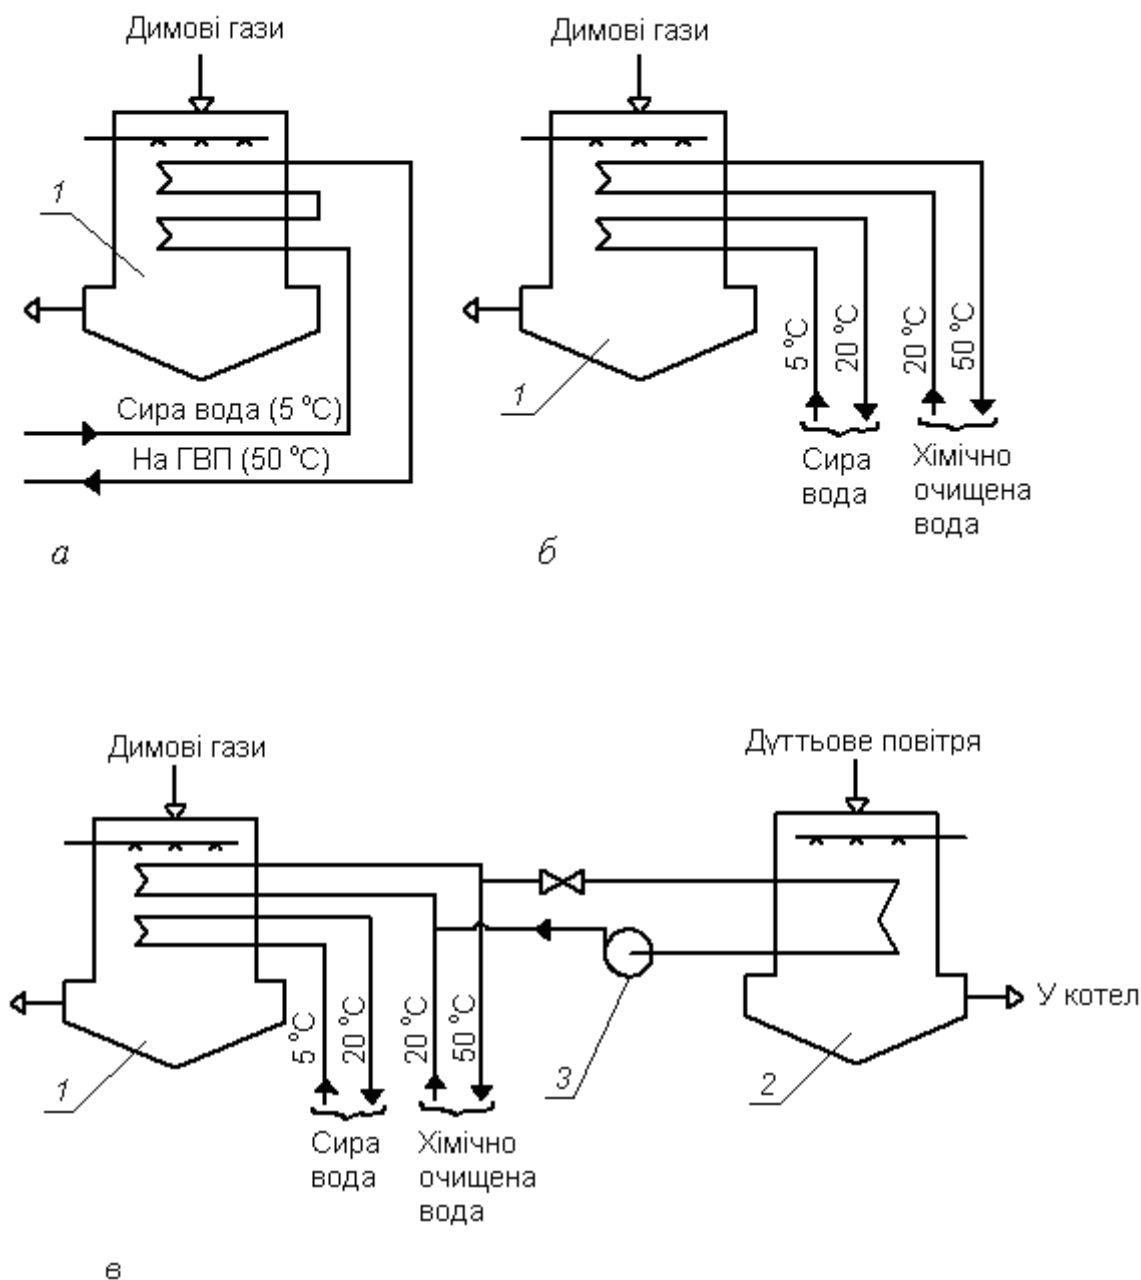 Димові гази
Димові гази
1
Сира вода (5 °С)
На ГВП (50 °С)
а
1
5 °С
20 °С
20 °С
50 °С
Сира
вода
Хімічно
очищена
вода
б
Димові гази
Дуттьове повітря
1
5 °С
20 °С
20 °С
50 °С
Сира
вода
Хімічно
очищена
вода
3
2
У котел
в